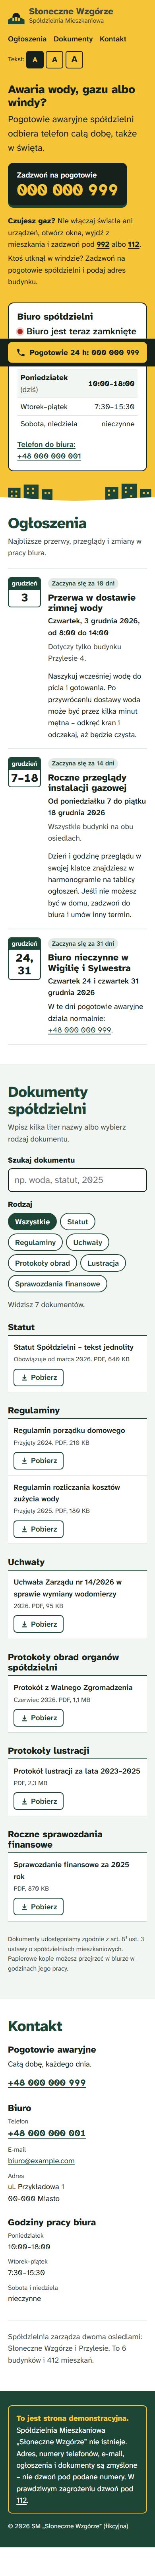 Słoneczne Wzgórze
Spółdzielnia Mieszkaniowa
Ogłoszenia Dokumenty Kontakt
Tekst: A A A
Awaria wody, gazu albo
windy?
Pogotowie awaryjne spółdzielni
odbiera telefon całą dobę, także
w święta.
Zadzwoń na pogotowie
000 000 999
Czujesz gaz? Nie włączaj światła ani
urządzeń, otwórz okna, wyjdź z
mieszkania i zadzwoń pod 992 albo 112.
Ktoś utknął w windzie? Zadzwoń na
pogotowie spółdzielni i podaj adres
budynku.
Biuro spółdzielni
Biuro jest teraz zamknięte
Pogotowie 24 h: 000 000 999
Poniedziałek
(dziś)
10:00–18:00
Wtorek–piątek 7:30–15:30
Sobota, niedziela nieczynne
Telefon do biura:
+48 000 000 001
Ogłoszenia
Najbliższe przerwy, przeglądy i zmiany w
pracy biura.
grudzień
3
Zaczyna się za 10 dni
Przerwa w dostawie
zimnej wody
Czwartek, 3 grudnia 2026,
od 8:00 do 14:00
Dotyczy tylko budynku
Przylesie 4.
Naszykuj wcześniej wodę do
picia i gotowania. Po
przywróceniu dostawy woda
może być przez kilka minut
mętna – odkręć kran i
odczekaj, aż będzie czysta.
grudzień
7–18
Zaczyna się za 14 dni
Roczne przeglądy
instalacji gazowej
Od poniedziałku 7 do piątku
18 grudnia 2026
Wszystkie budynki na obu
osiedlach.
Dzień i godzinę przeglądu w
swojej klatce znajdziesz w
harmonogramie na tablicy
ogłoszeń. Jeśli nie możesz
być w domu, zadzwoń do
biura i umów inny termin.
grudzień
24,
31
Zaczyna się za 31 dni
Biuro nieczynne w
Wigilię i Sylwestra
Czwartek 24 i czwartek 31
grudnia 2026
W te dni pogotowie awaryjne
działa normalnie:
+48 000 000 999.
Dokumenty
spółdzielni
Wpisz kilka liter nazwy albo wybierz
rodzaj dokumentu.
Szukaj dokumentu
np. woda, statut, 2025
Rodzaj
Wszystkie Statut
Regulaminy Uchwały
Protokoły obrad Lustracja
Sprawozdania finansowe
Widzisz 7 dokumentów.
Statut
Statut Spółdzielni – tekst jednolity
Obowiązuje od marca 2026. PDF, 640 KB
Pobierz
Regulaminy
Regulamin porządku domowego
Przyjęty 2024. PDF, 210 KB
Pobierz
Regulamin rozliczania kosztów
zużycia wody
Przyjęty 2025. PDF, 180 KB
Pobierz
Uchwały
Uchwała Zarządu nr 14/2026 w
sprawie wymiany wodomierzy
2026. PDF, 95 KB
Pobierz
Protokoły obrad organów
spółdzielni
Protokół z Walnego Zgromadzenia
Czerwiec 2026. PDF, 1,1 MB
Pobierz
Protokoły lustracji
Protokół lustracji za lata 2023–2025
PDF, 2,3 MB
Pobierz
Roczne sprawozdania
finansowe
Sprawozdanie finansowe za 2025
rok
PDF, 870 KB
Pobierz
Dokumenty udostępniamy zgodnie z art. 8¹ ust. 3
ustawy o spółdzielniach mieszkaniowych.
Papierowe kopie możesz przejrzeć w biurze w
godzinach jego pracy.
Kontakt
Pogotowie awaryjne
Całą dobę, każdego dnia.
+48 000 000 999
Biuro
Telefon
+48 000 000 001
E-mail
biuro@example.com
Adres
ul. Przykładowa 1
00-000 Miasto
Godziny pracy biura
Poniedziałek
10:00–18:00
Wtorek–piątek
7:30–15:30
Sobota i niedziela
nieczynne
Spółdzielnia zarządza dwoma osiedlami:
Słoneczne Wzgórze i Przylesie. To 6
budynków i 412 mieszkań.
To jest strona demonstracyjna.
Spółdzielnia Mieszkaniowa
„Słoneczne Wzgórze” nie istnieje.
Adres, numery telefonów, e-mail,
ogłoszenia i dokumenty są zmyślone
– nie dzwoń pod podane numery. W
prawdziwym zagrożeniu dzwoń pod
112.
© 2026 SM „Słoneczne Wzgórze” (fikcyjna)